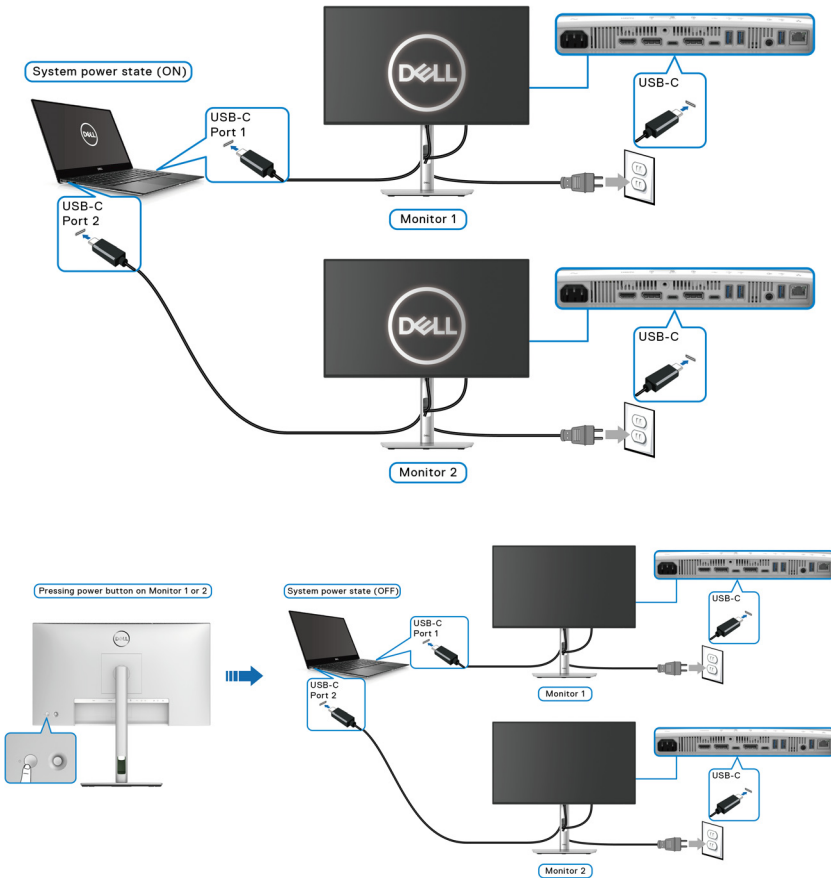 System power state (ON)
DELL
DELL
USB-C
Port 1
USB-C
Monitor 1
USB-C
Port 2
DELL
USB-C
Monitor 2
Pressing power button on Monitor 1 or 2
DELL
System power state (OFF)
USB-C
Port 1
USB-C
Monitor 1
USB-C
Port 2
USB-C
Monitor 2